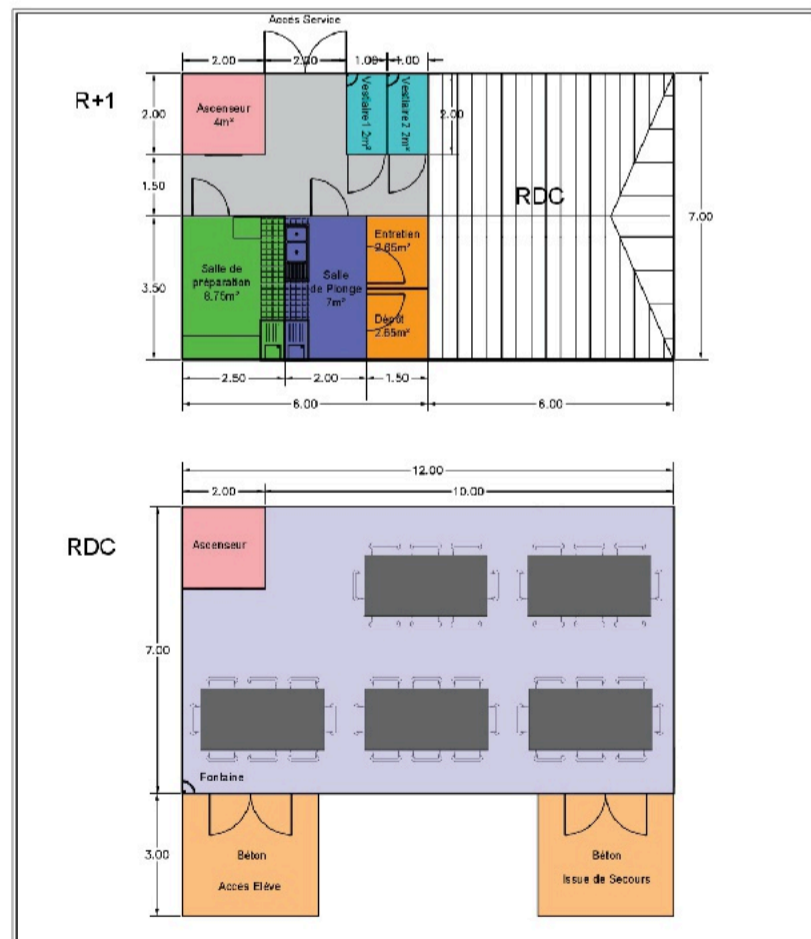 Accés Service
2.00
2.00
1.00
1.00
R+1
2.00
Ascenseur
4m²
Vestiaire 1 2m²
Vestiaire 2 2m²
2.00
1.50
RDC
7.00
3.50
Salle de
préparation
8.75m²
Salle
de Plonge
7m²
Entretien
2.65m²
Dépôt
2.65m²
2.50
2.00
1.50
6.00
6.00
12.00
2.00
10.00
RDC
Ascenseur
7.00
Fontaine
3.00
Béton
Accés Elève
Béton
Issue de Secours